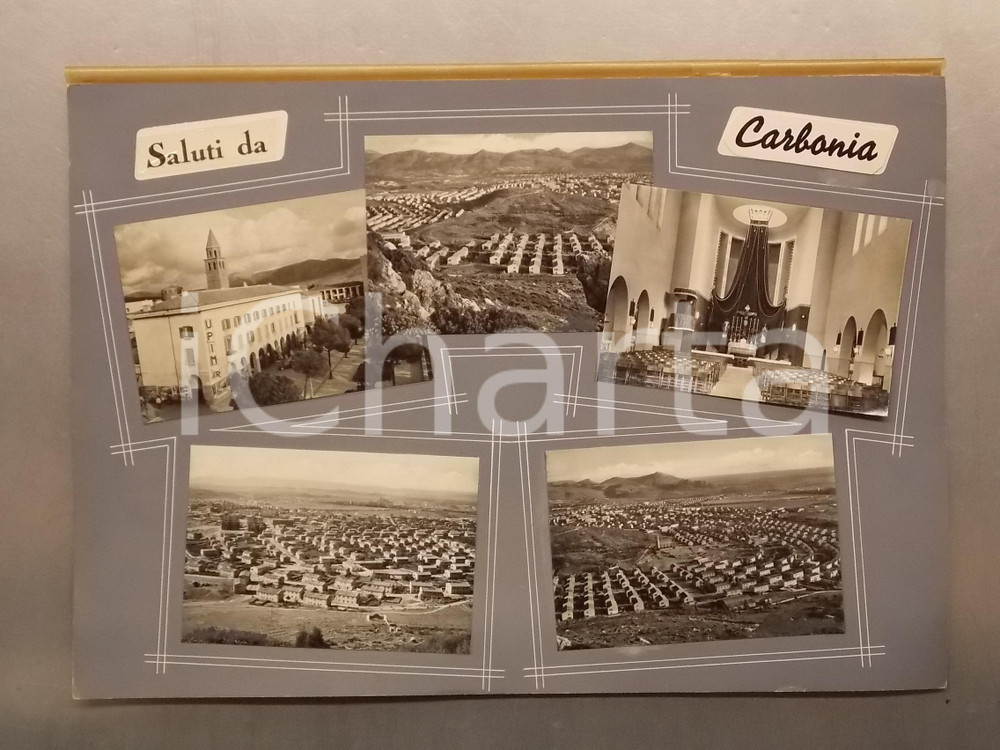 Saluti da
Carbonia
UPIM
icharta